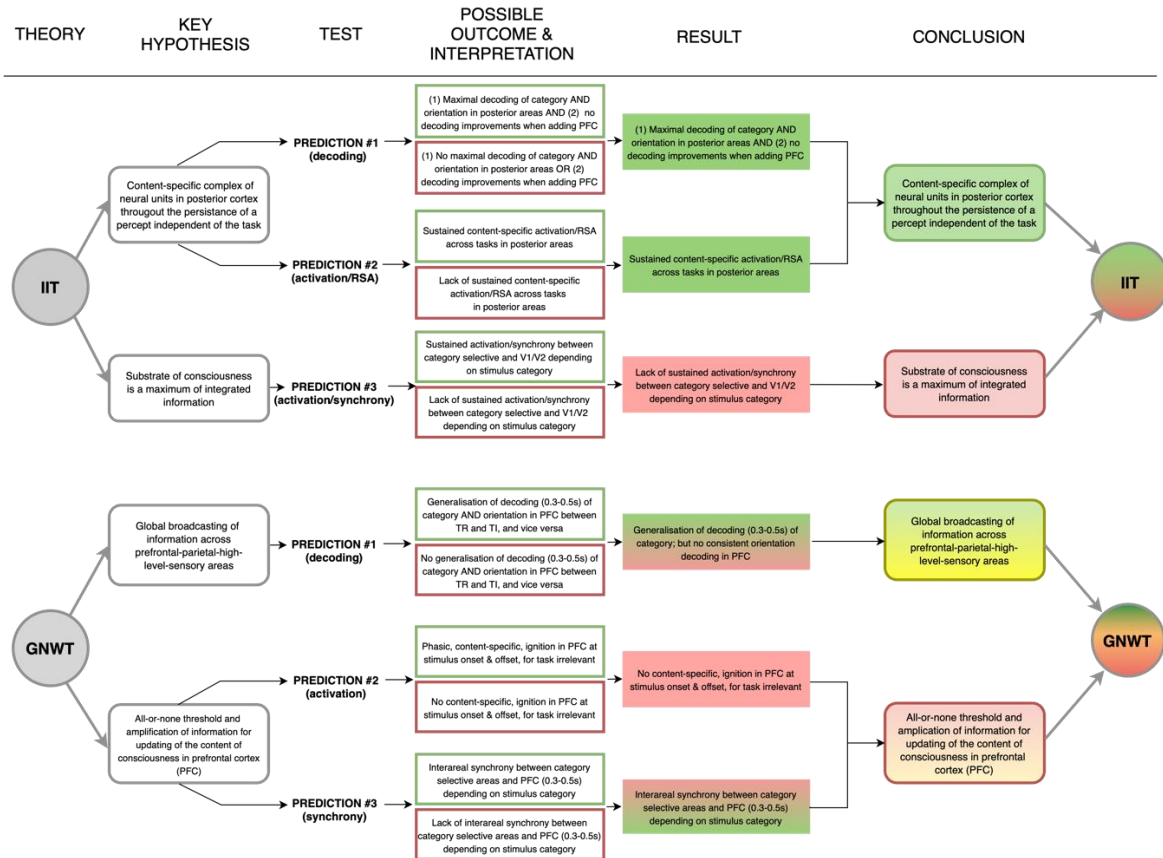 THEORY
KEY
HYPOTHESIS
TEST
POSSIBLE
OUTCOME &
INTERPRETATION
RESULT
CONCLUSION
IIT
Content-specific complex of
neural units in posterior cortex
througout the persistance of a
percept independent of the task
PREDICTION #1
(decoding)
(1) Maximal decoding of category AND
orientation in posterior areas AND (2) no
decoding improvements when adding PFC
(1) No maximal decoding of category AND
orientation in posterior areas OR (2)
decoding improvements when adding PFC
(1) Maximal decoding of category AND
orientation in posterior areas AND (2) no
decoding improvements when adding PFC
PREDICTION #2
(activation/RSA)
Sustained content-specific activation/RSA
across tasks in posterior areas
Lack of sustained content-specific
activation/RSA across tasks
in posterior areas
Sustained content-specific activation/RSA
across tasks in posterior areas
Content-specific complex of
neural units in posterior cortex
througout the persistance of a
percept independent of the task
IIT
Substrate of consciousness
is a maximum of integrated
information
PREDICTION #3
(activation/synchrony)
Sustained activation/synchrony between
category selective and V1/V2 depending
on stimulus category
Lack of sustained activation/synchrony
between category selective and V1/V2
depending on stimulus category
Lack of sustained activation/synchrony
between category selective and V1/V2
depending on stimulus category
Substrate of consciousness
is a maximum of integrated
information
GNWT
Global broadcasting of
information across
prefrontal-parietal-high-
level-sensory areas
PREDICTION #1
(decoding)
Generalisation of decoding (0.3-0.5s) of
category AND orientation in PFC between
TR and TI, and vice versa
No generalisation of decoding (0.3-0.5s) of
category AND orientation in PFC between
TR and TI, and vice versa
Generalisation of decoding (0.3-0.5s) of
category; but no consistent orientation
decoding in PFC
Global broadcasting of
information across
prefrontal-parietal-high-
level-sensory areas
GNWT
All-or-none threshold and
amplication of information for
updating of the content of
consciousness in prefrontal cortex
(PFC)
PREDICTION #2
(activation)
Phasic, content-specific, ignition in PFC at
stimulus onset & offset, for task irrelevant
No content-specific, ignition in PFC at
stimulus onset & offset, for task irrelevant
No content-specific, ignition in PFC at
stimulus onset & offset, for task irrelevant
PREDICTION #3
(synchrony)
Interareal synchrony between category
selective areas and PFC (0.3-0.5s)
depending on stimulus category
Lack of interareal synchrony between
category selective areas and PFC (0.3-0.5s)
depending on stimulus category
Interareal synchrony between category
selective areas and PFC (0.3-0.5s)
depending on stimulus category
All-or-none threshold and
amplication of information for
updating of the content of
consciousness in prefrontal
cortex (PFC)